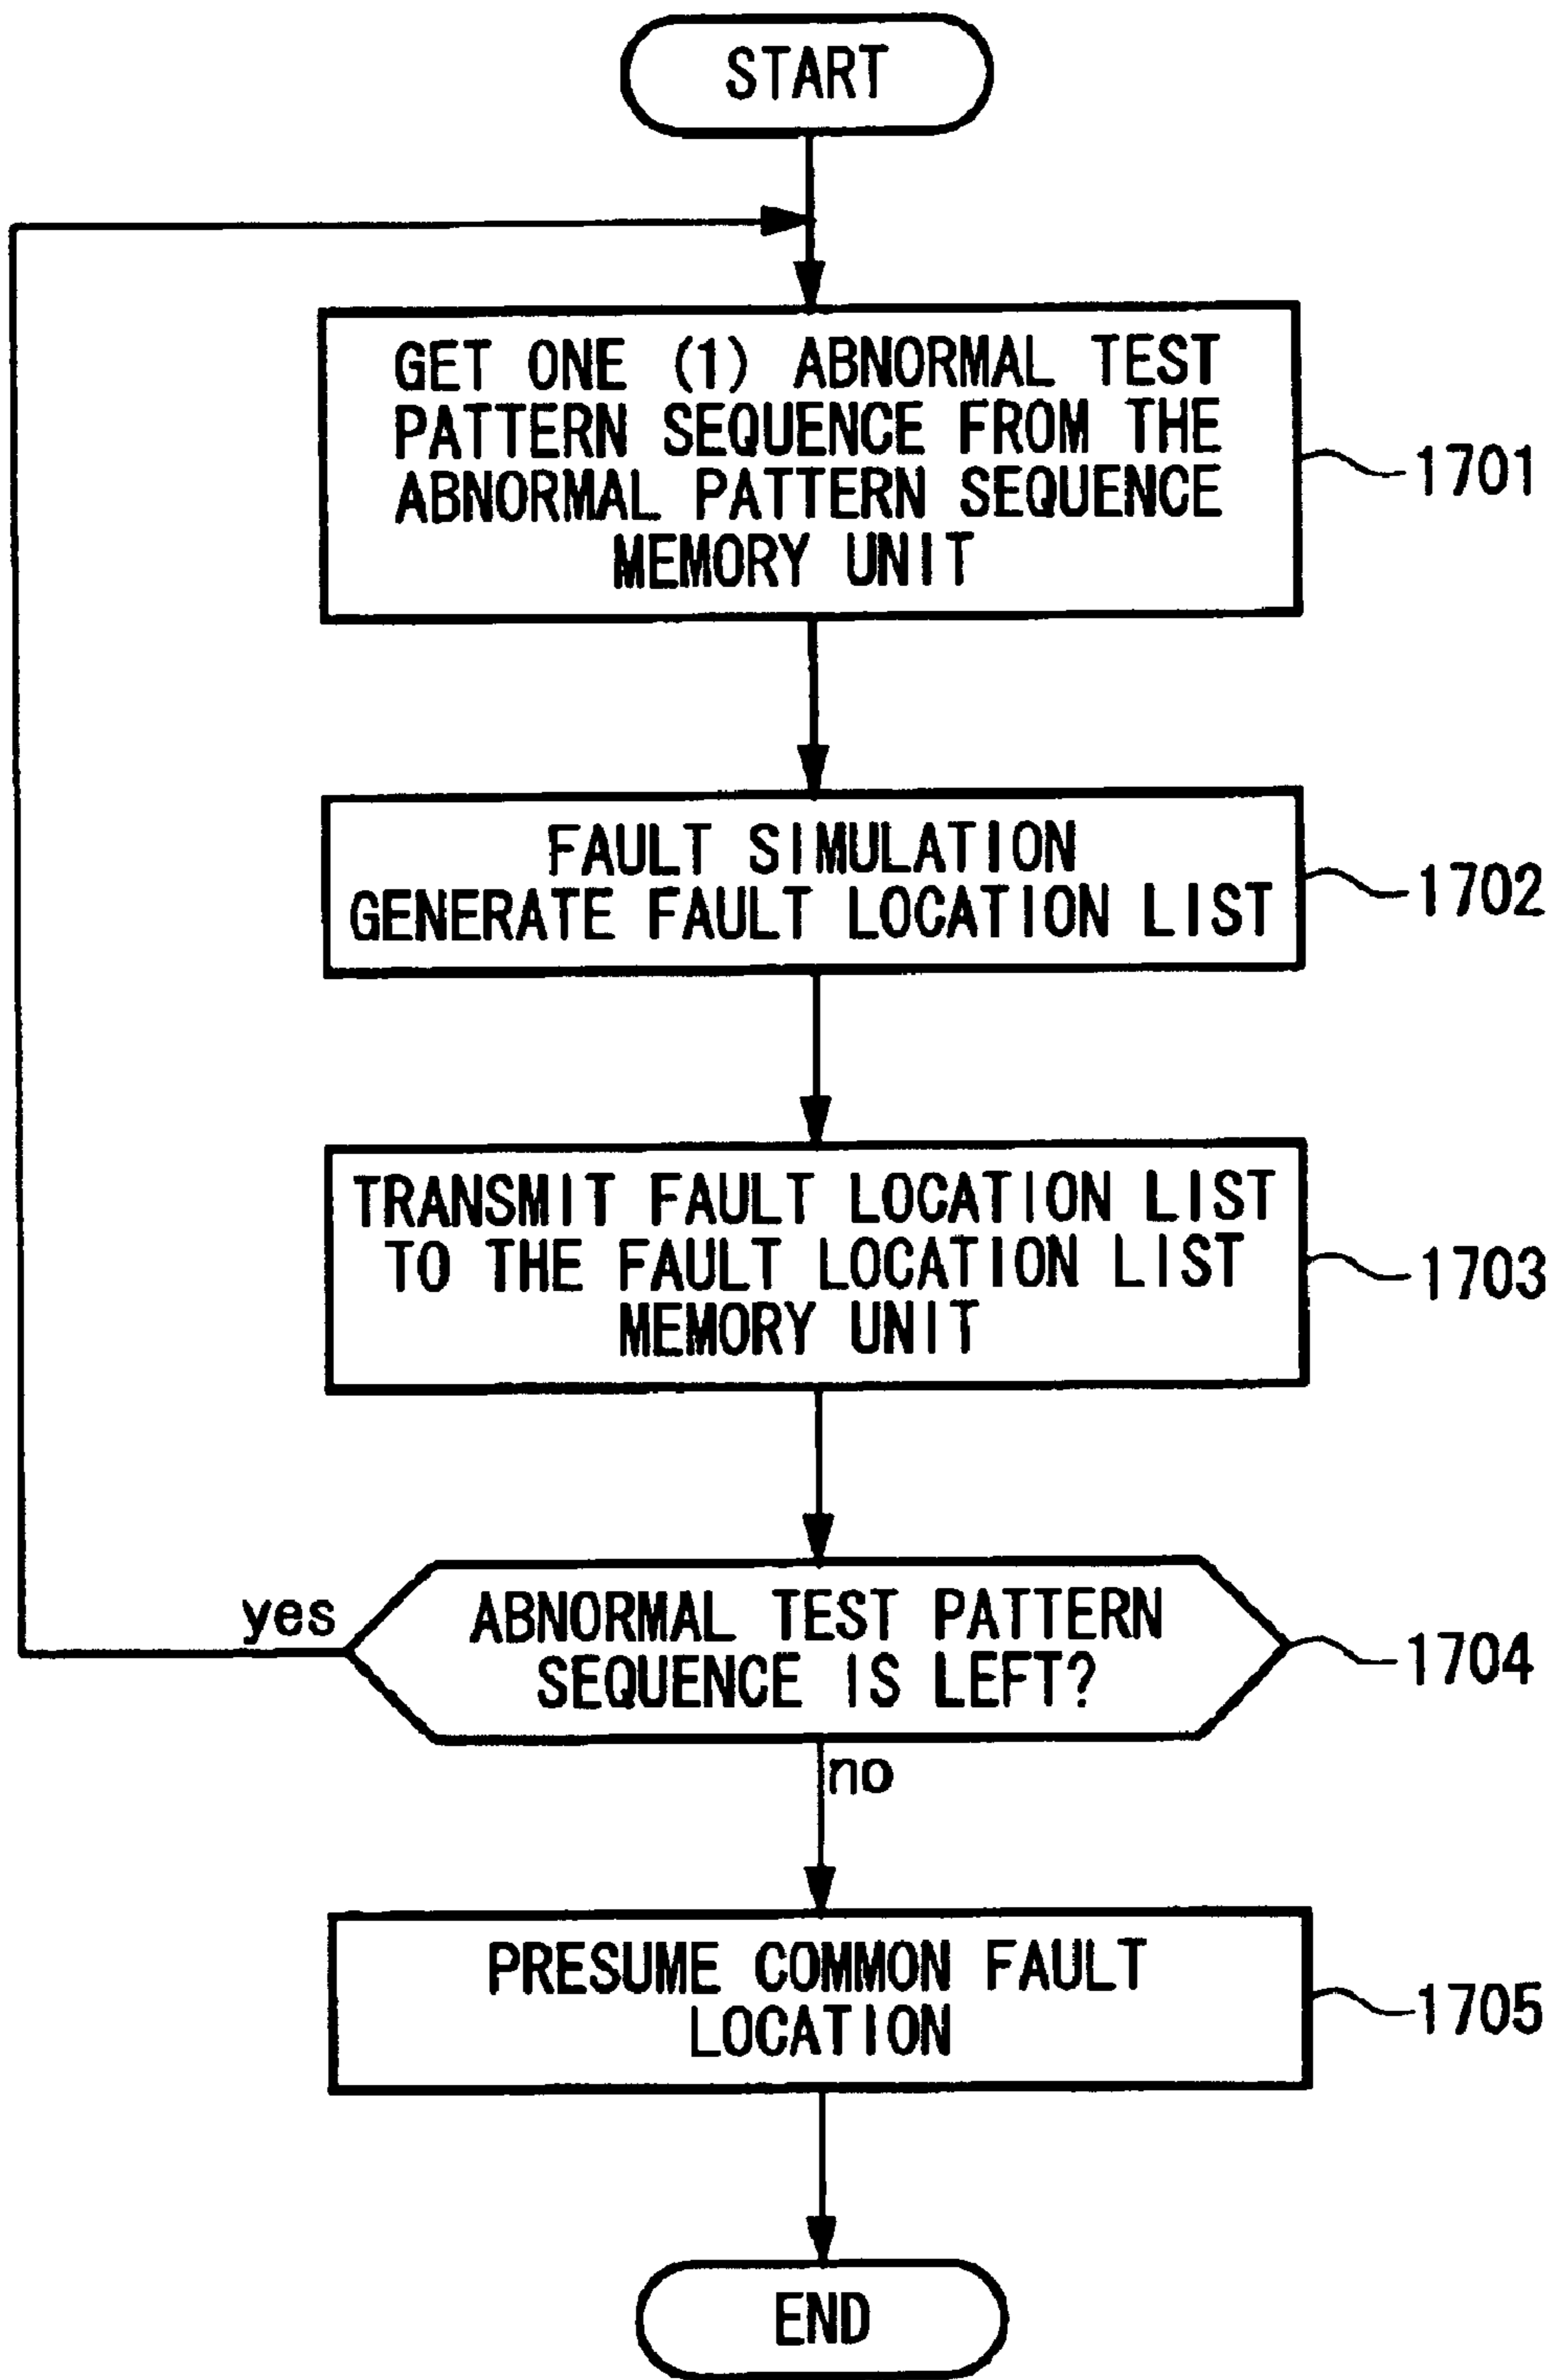 START
GET ONE (1) ABNORMAL TEST
PATTERN SEQUENCE FROM THE
ABNORMAL PATTERN SEQUENCE
MEMORY UNIT
1701
FAULT SIMULATION
GENERATE FAULT LOCATION LIST
1702
TRANSMIT FAULT LOCATION LIST
TO THE FAULT LOCATION LIST
MEMORY UNIT
1703
yes
ABNORMAL TEST PATTERN
SEQUENCE IS LEFT?
1704
no
PRESUME COMMON FAULT
LOCATION
1705
END